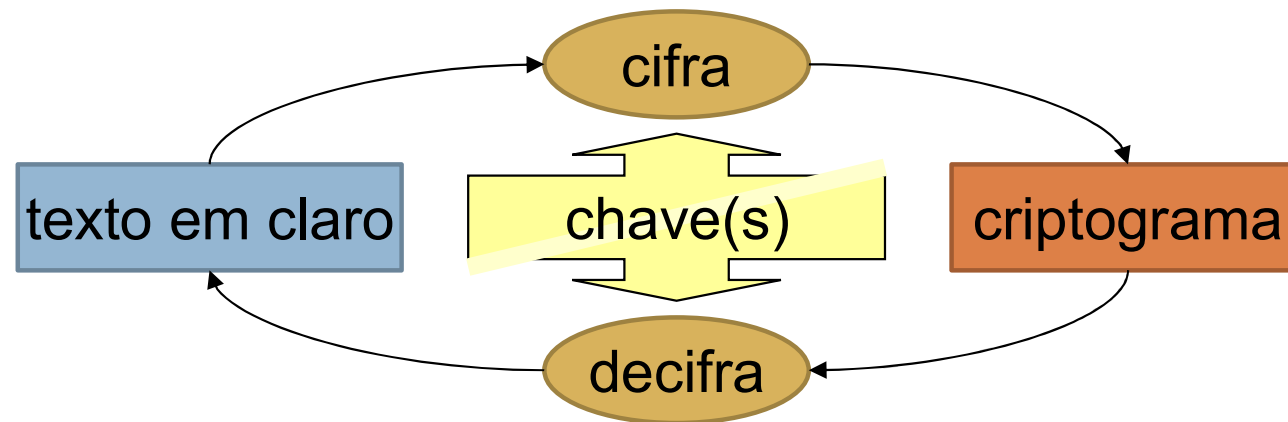 cifra
texto em claro
chave(s)
criptograma
decifra